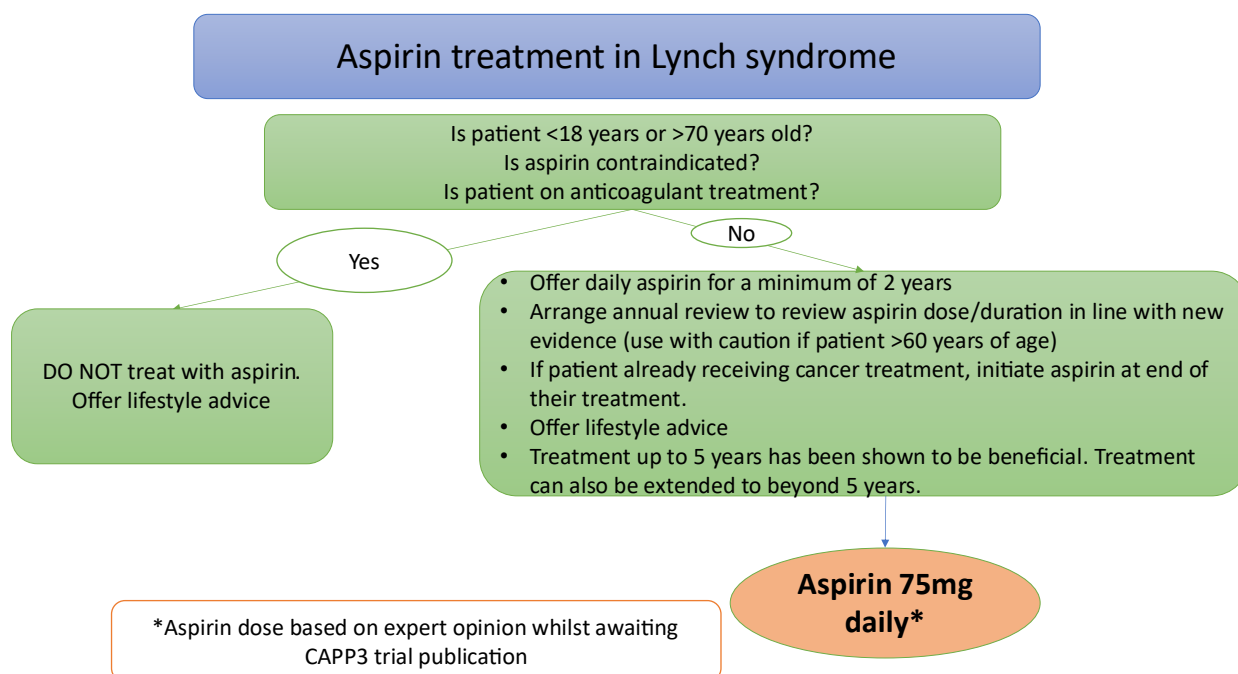 Aspirin treatment in Lynch syndrome
Is patient <18 years or >70 years old?
Is aspirin contraindicated?
Is patient on anticoagulant treatment?
Yes
No
DO NOT treat with aspirin.
Offer lifestyle advice
• Offer daily aspirin for a minimum of 2 years
• Arrange annual review to review aspirin dose/duration in line with new
evidence (use with caution if patient >60 years of age)
• If patient already receiving cancer treatment, initiate aspirin at end of
their treatment.
• Offer lifestyle advice
• Treatment up to 5 years has been shown to be beneficial. Treatment
can also be extended to beyond 5 years.
Aspirin 75mg
daily*
*Aspirin dose based on expert opinion whilst awaiting
CAPP3 trial publication